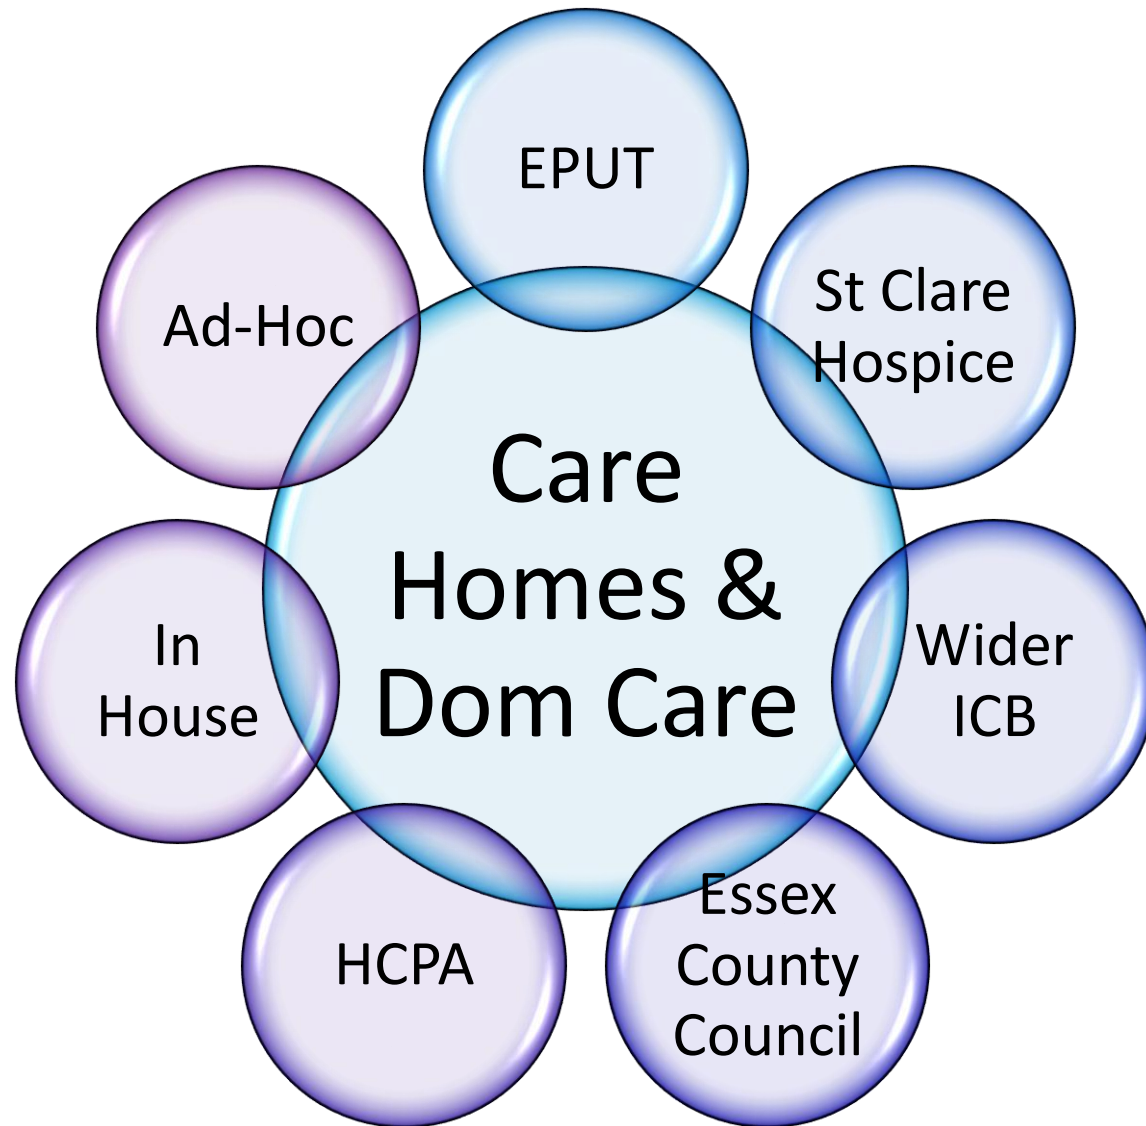 EPUT
St Clare
Hospice
Wider
ICB
Essex
County
Council
HCPA
In
House
Ad-Hoc
Care
Homes &
Dom Care